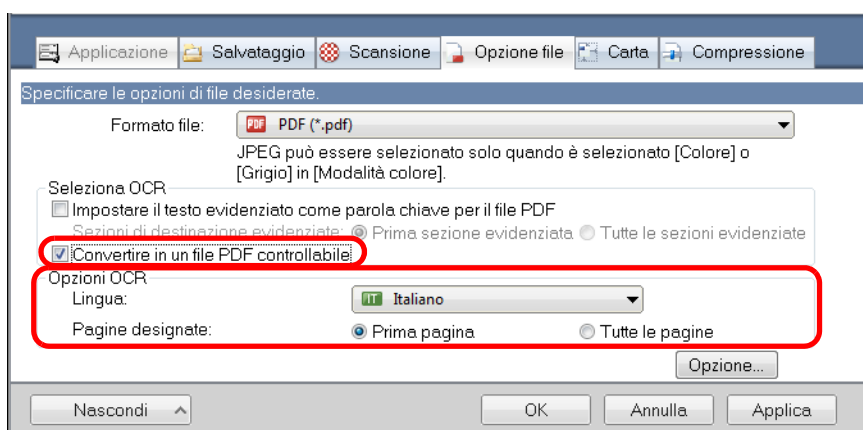 Applicazione Salvataggio Scansione Opzione file Carta Compressione
Specificare le opzioni di file desiderate.
Formato file: PDF PDF (*.pdf)
JPEG può essere selezionato solo quando è selezionato [Colore] o
[Grigio] in [Modalità colore].
Seleziona OCR
Impostare il testo evidenziato come parola chiave per il file PDF
Sezioni di destinazione evidenziate: Prima sezione evidenziata Tutte le sezioni evidenziate
Convertire in un file PDF controllabile
Opzioni OCR
Lingua: IT Italiano
Pagine designate: Prima pagina Tutte le pagine
Opzione...
Nascondi OK Annulla Applica